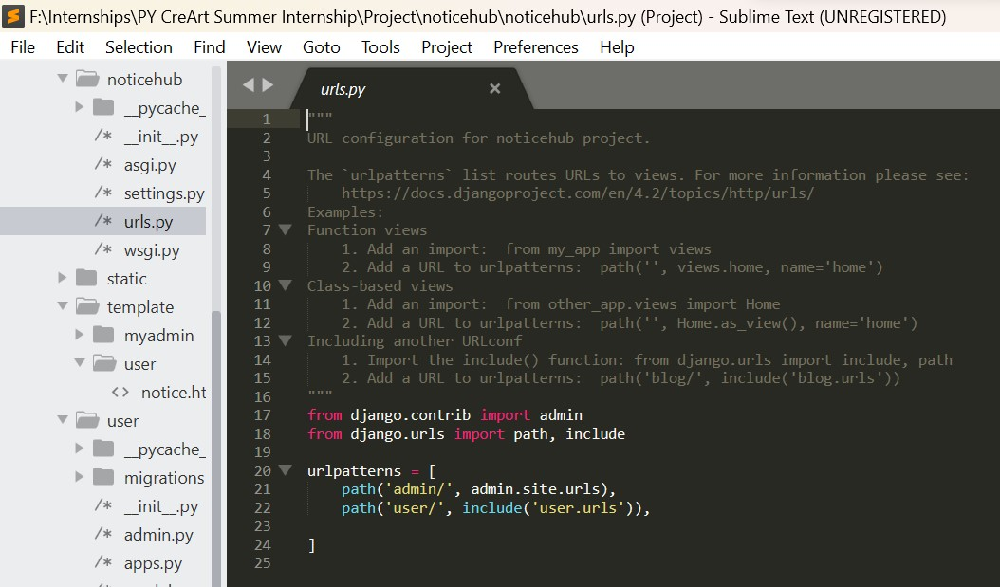 F:\Internships\PY CreArt Summer Internship\Project\noticehub\noticehub\urls.py (Project) - Sublime Text (UNREGISTERED)
File Edit Selection Find View Goto Tools Project Preferences Help
noticehub
__pycache_
/* __init__.py
/* asgi.py
/* settings.py
/* urls.py
/* wsgi.py
static
template
myadmin
user
<> notice.ht
user
__pycache_
migrations
/* __init__.py
/* admin.py
/* apps.py
urls.py ×
1 """
2 URL configuration for noticehub project.
3
4 The `urlpatterns` list routes URLs to views. For more information please see:
5     https://docs.djangoproject.com/en/4.2/topics/http/urls/
6 Examples:
7 Function views
8     1. Add an import:  from my_app import views
9     2. Add a URL to urlpatterns:  path('', views.home, name='home')
10 Class-based views
11     1. Add an import:  from other_app.views import Home
12     2. Add a URL to urlpatterns:  path('', Home.as_view(), name='home')
13 Including another URLconf
14     1. Import the include() function: from django.urls import include, path
15     2. Add a URL to urlpatterns:  path('blog/', include('blog.urls'))
16 """
17 from django.contrib import admin
18 from django.urls import path, include
19
20 urlpatterns = [
21     path('admin/', admin.site.urls),
22     path('user/', include('user.urls')),
23
24 ]
25